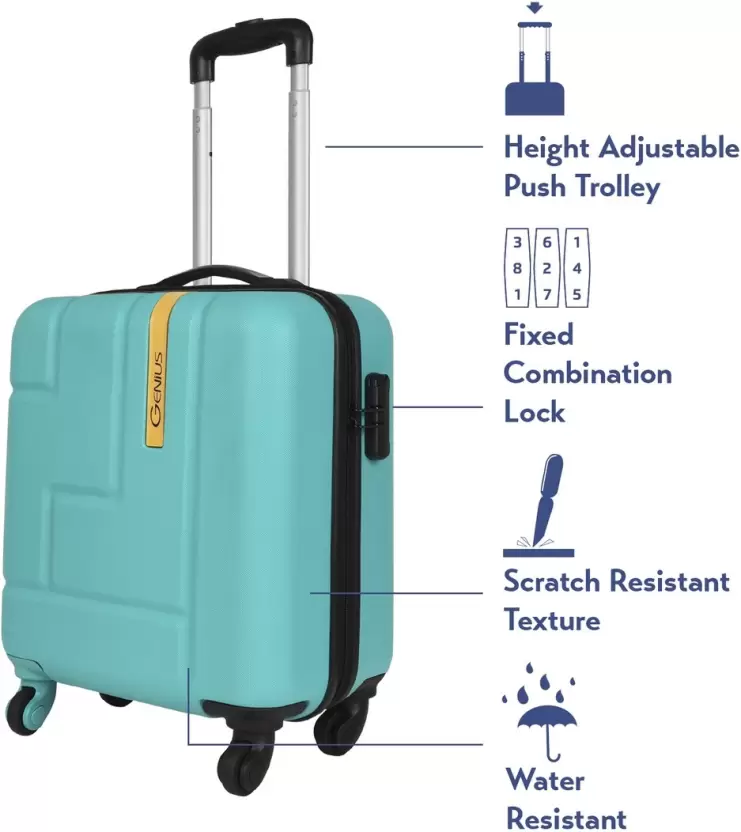 Height Adjustable
Push Trolley
3 6 1
8 2 4
1 7 5
GENIUS
Fixed
Combination
Lock
Scratch Resistant
Texture
Water
Resistant